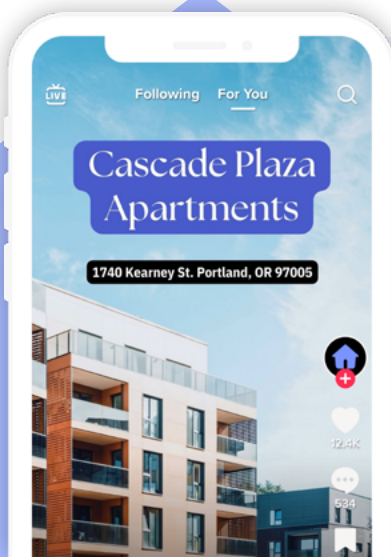 LIVE
Following For You
Cascade Plaza
Apartments
1740 Kearney St. Portland, OR 97005
12.4K
534